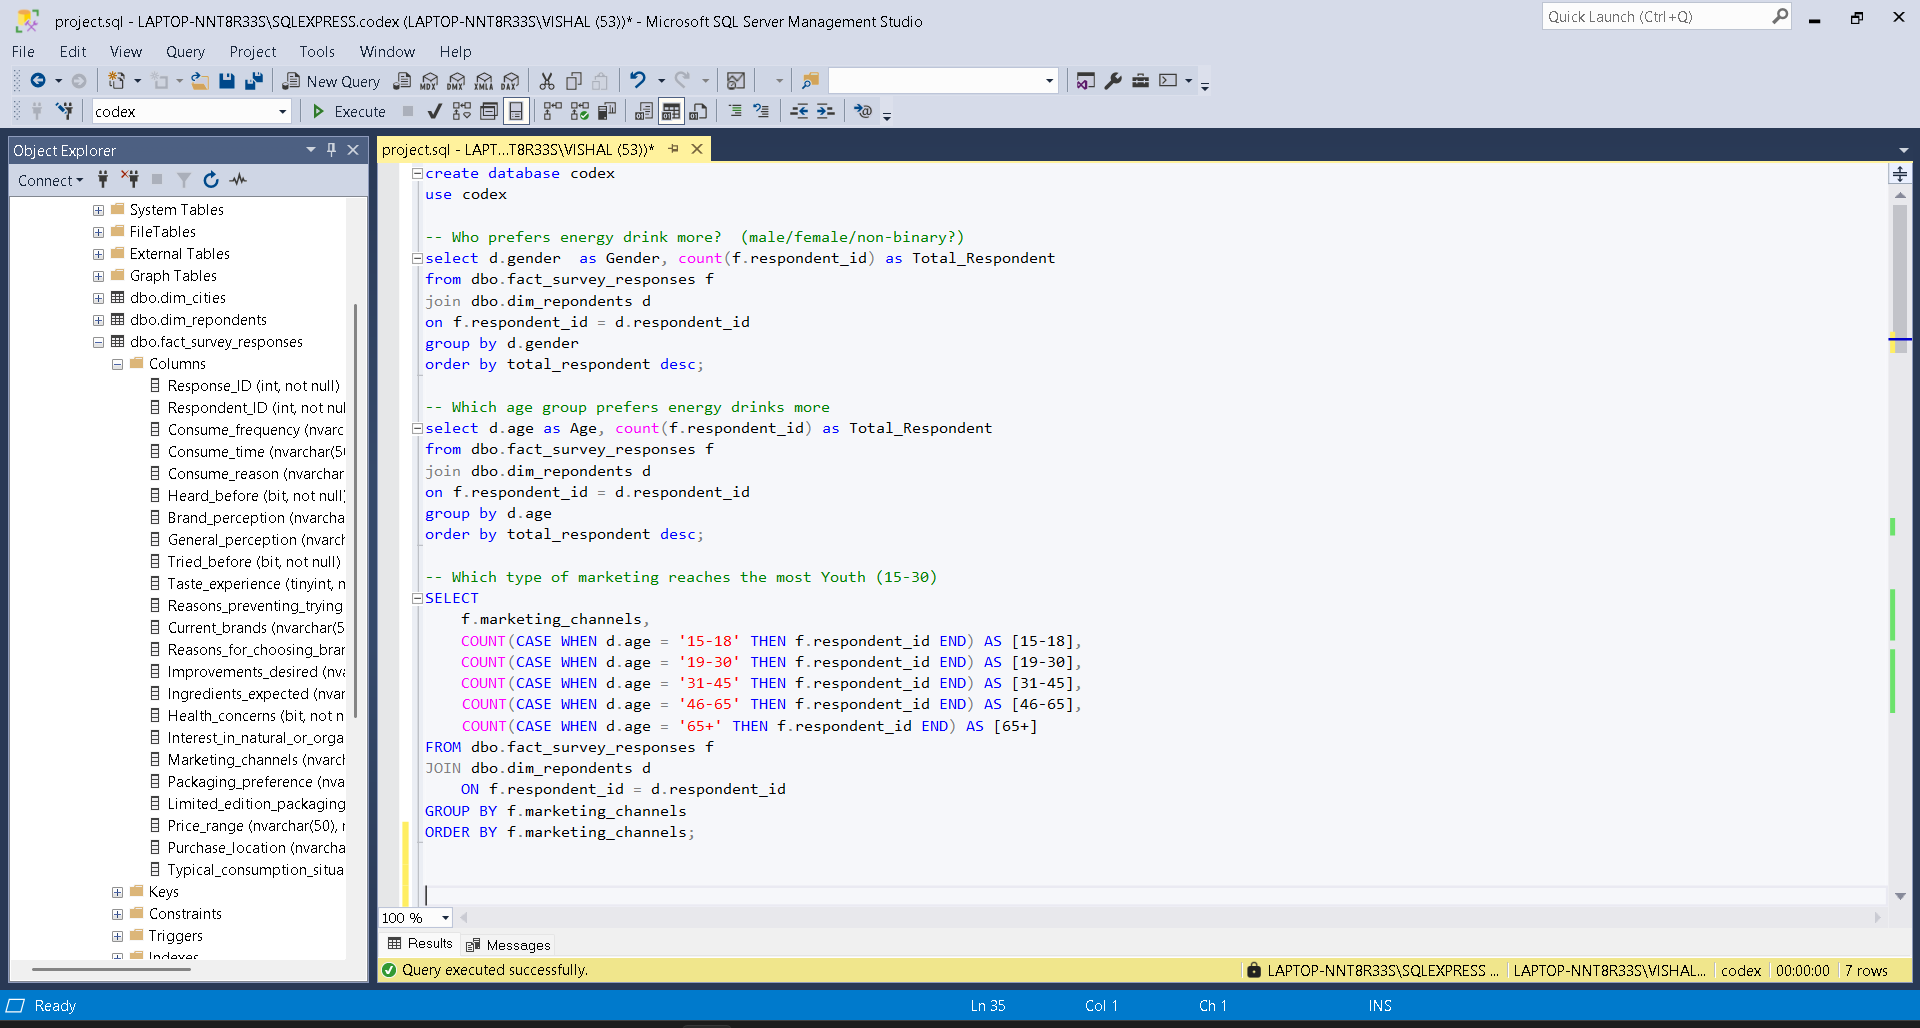 project.sql - LAPTOP-NNT8R33S\SQLEXPRESS.codex (LAPTOP-NNT8R33S\VISHAL (53))* - Microsoft SQL Server Management Studio
Quick Launch (Ctrl+Q)
File Edit View Query Project Tools Window Help
New Query MDX DMX XMLA DAX
codex Execute
Object Explorer
project.sql - LAPT...T8R33S\VISHAL (53))*
Connect
System Tables
FileTables
External Tables
Graph Tables
dbo.dim_cities
dbo.dim_repondents
dbo.fact_survey_responses
Columns
Response_ID (int, not null)
Respondent_ID (int, not nul
Consume_frequency (nvarc
Consume_time (nvarchar(5
Consume_reason (nvarchar
Heard_before (bit, not null)
Brand_perception (nvarcha
General_perception (nvarch
Tried_before (bit, not null)
Taste_experience (tinyint, n
Reasons_preventing_trying
Current_brands (nvarchar(5
Reasons_for_choosing_bran
Improvements_desired (nva
Ingredients_expected (nvar
Health_concerns (bit, not n
Interest_in_natural_or_orga
Marketing_channels (nvarch
Packaging_preference (nva
Limited_edition_packaging
Price_range (nvarchar(50), n
Purchase_location (nvarcha
Typical_consumption_situa
Keys
Constraints
Triggers
Indexes
create database codex
use codex
-- Who prefers energy drink more?  (male/female/non-binary?)
select d.gender  as Gender, count(f.respondent_id) as Total_Respondent
from dbo.fact_survey_responses f
join dbo.dim_repondents d
on f.respondent_id = d.respondent_id
group by d.gender
order by total_respondent desc;
-- Which age group prefers energy drinks more
select d.age as Age, count(f.respondent_id) as Total_Respondent
from dbo.fact_survey_responses f
join dbo.dim_repondents d
on f.respondent_id = d.respondent_id
group by d.age
order by total_respondent desc;
-- Which type of marketing reaches the most Youth (15-30)
SELECT
f.marketing_channels,
COUNT(CASE WHEN d.age = '15-18' THEN f.respondent_id END) AS [15-18],
COUNT(CASE WHEN d.age = '19-30' THEN f.respondent_id END) AS [19-30],
COUNT(CASE WHEN d.age = '31-45' THEN f.respondent_id END) AS [31-45],
COUNT(CASE WHEN d.age = '46-65' THEN f.respondent_id END) AS [46-65],
COUNT(CASE WHEN d.age = '65+' THEN f.respondent_id END) AS [65+]
FROM dbo.fact_survey_responses f
JOIN dbo.dim_repondents d
ON f.respondent_id = d.respondent_id
GROUP BY f.marketing_channels
ORDER BY f.marketing_channels;
100 %
Results Messages
Query executed successfully.
LAPTOP-NNT8R33S\SQLEXPRESS ... LAPTOP-NNT8R33S\VISHAL... codex 00:00:00 7 rows
Ready Ln 35 Col 1 Ch 1 INS